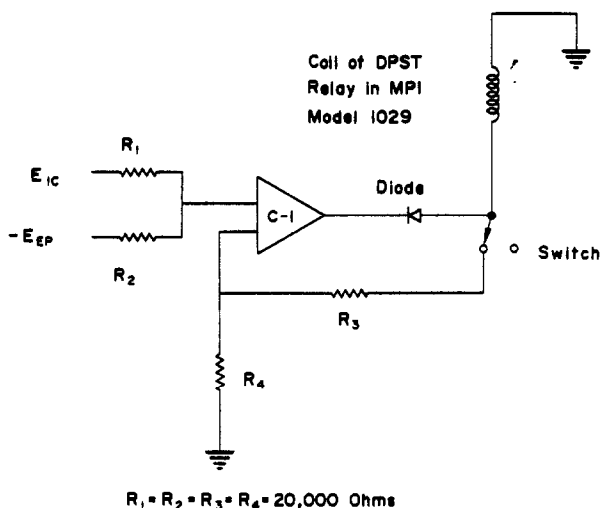 Coil of DPST
Relay in MPI
Model 1029
R1
EIC
C-1
Diode
-EEP
R2
Switch
R3
R4
R1=R2=R3=R4=20,000 Ohms